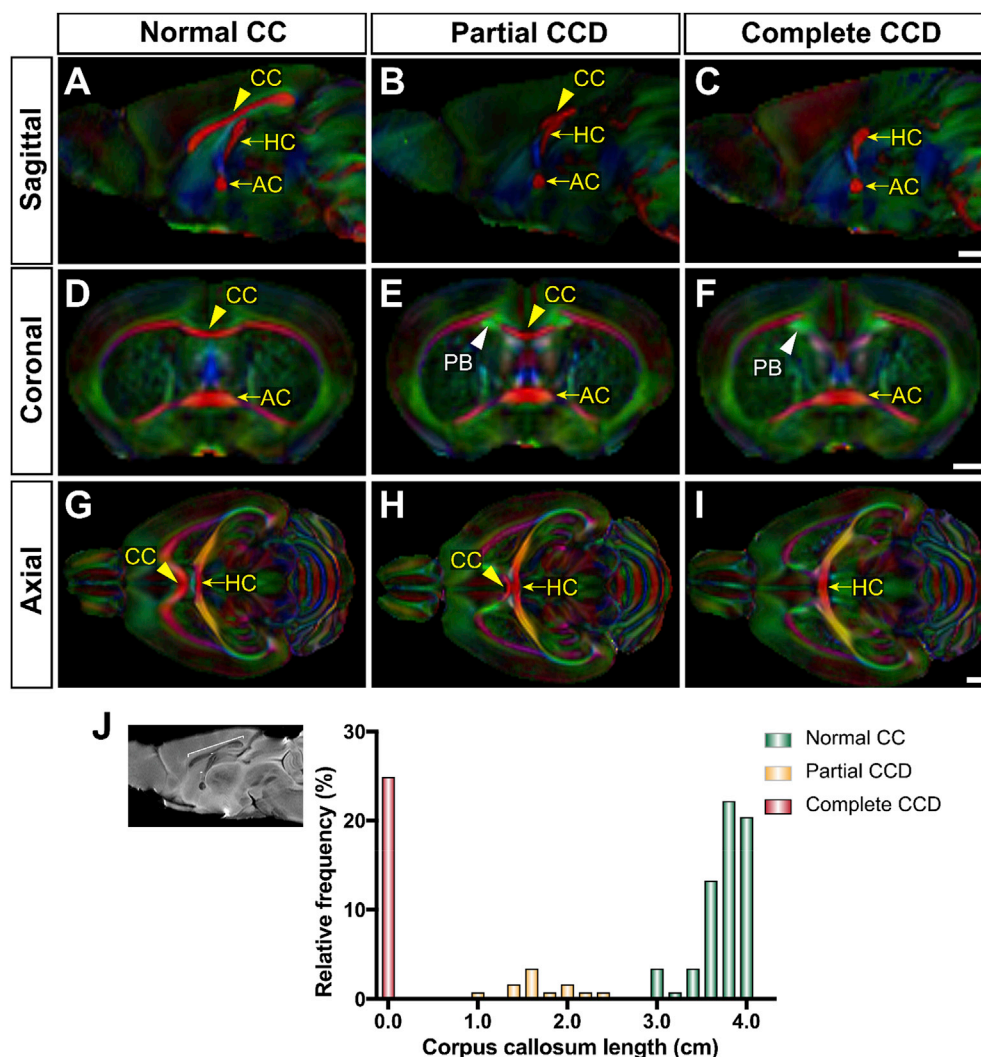 Normal CC
Partial CCD
Complete CCD
Sagittal
A
CC
HC
AC
B
CC
HC
AC
C
HC
AC
Coronal
D
CC
AC
E
CC
PB
AC
F
PB
AC
Axial
G
CC
HC
H
CC
HC
I
HC
J
Relative frequency (%)
30
20
10
0
0.0 1.0 2.0 3.0 4.0
Corpus callosum length (cm)
Normal CC
Partial CCD
Complete CCD